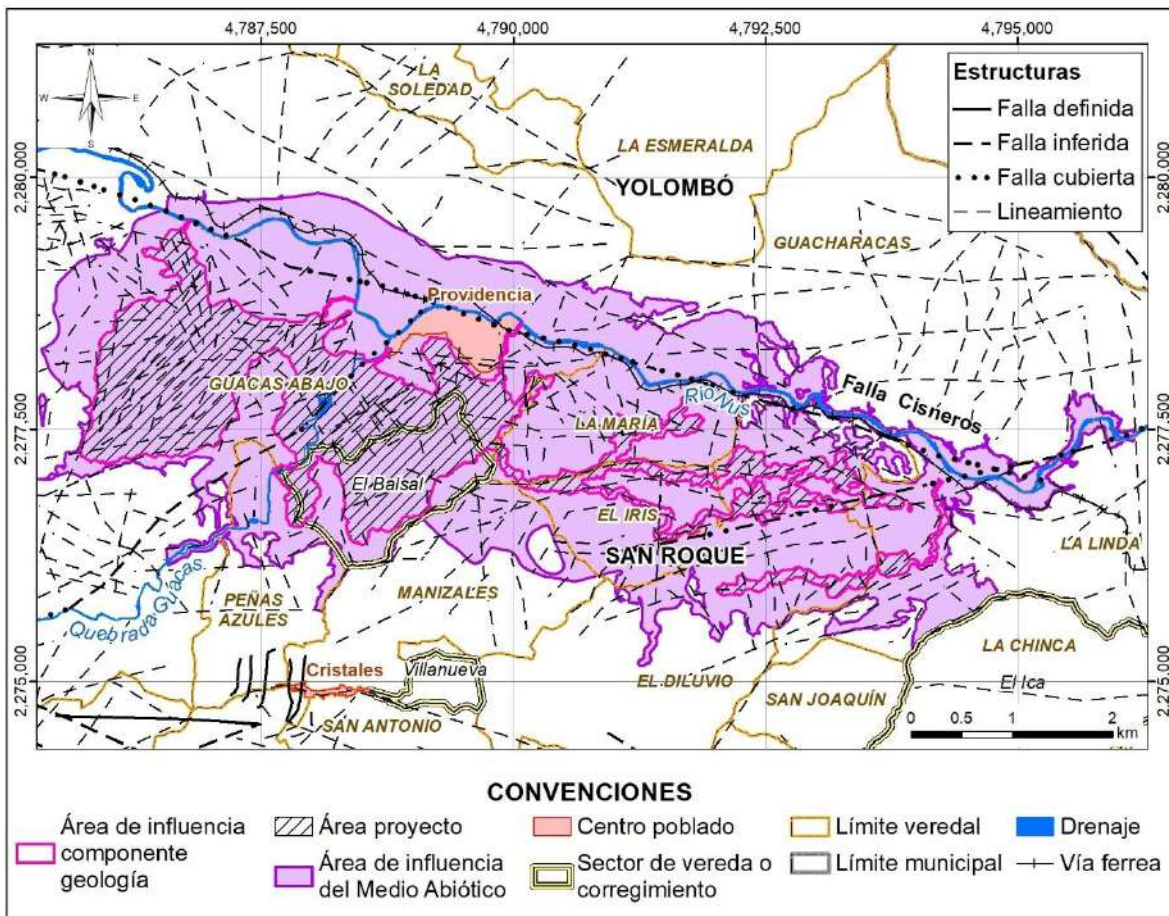 4,787,500
4,790,000
4,792,500
4,795,000
N
W
E
S
Estructuras
Falla definida
Falla inferida
Falla cubierta
Lineamiento
LA
SOLEDAD
LA ESMERALDA
YOLOMBÓ
GUACHARACAS
2,280,000
2,280,000
Providencia
GUACAS ABAJO
Río Nus
Falla Cisneros
LA MARÍA
2,277,500
2,277,500
El Balsal
EL IRIS
SAN ROQUE
LA LINDA
Quebrada Guacas
PEÑAS
AZULES
MANIZALES
LA CHINCA
Cristales
Villanueva
EL DILUVIO
SAN JOAQUÍN
El Ica
2,275,000
2,275,000
SAN ANTONIO
0 0.5 1 2
km
CONVENCIONES
Área de influencia
componente
geología
Área proyecto
Área de influencia
del Medio Abiótico
Centro poblado
Sector de vereda o
corregimiento
Límite veredal
Límite municipal
Drenaje
Vía ferrea